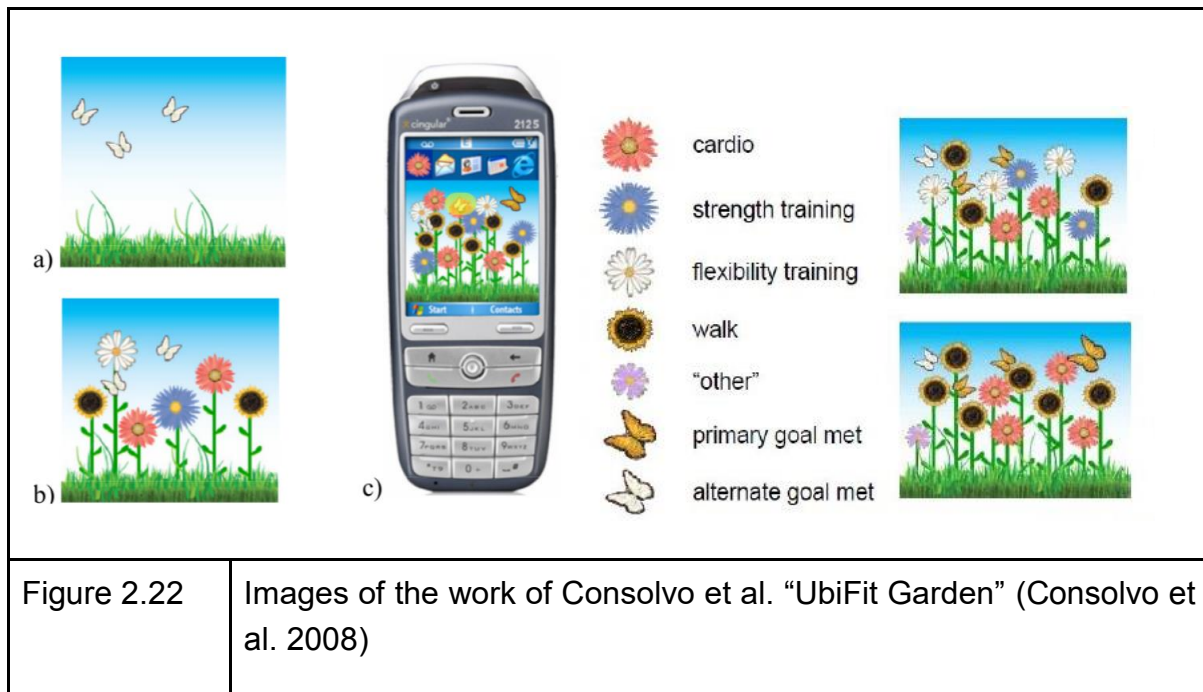 a)
b)
c)
cingular
2125
Start
Contacts
cardio
strength training
flexibility training
walk
"other"
primary goal met
alternate goal met
Figure 2.22
Images of the work of Consolvo et al. “UbiFit Garden” (Consolvo et
al. 2008)